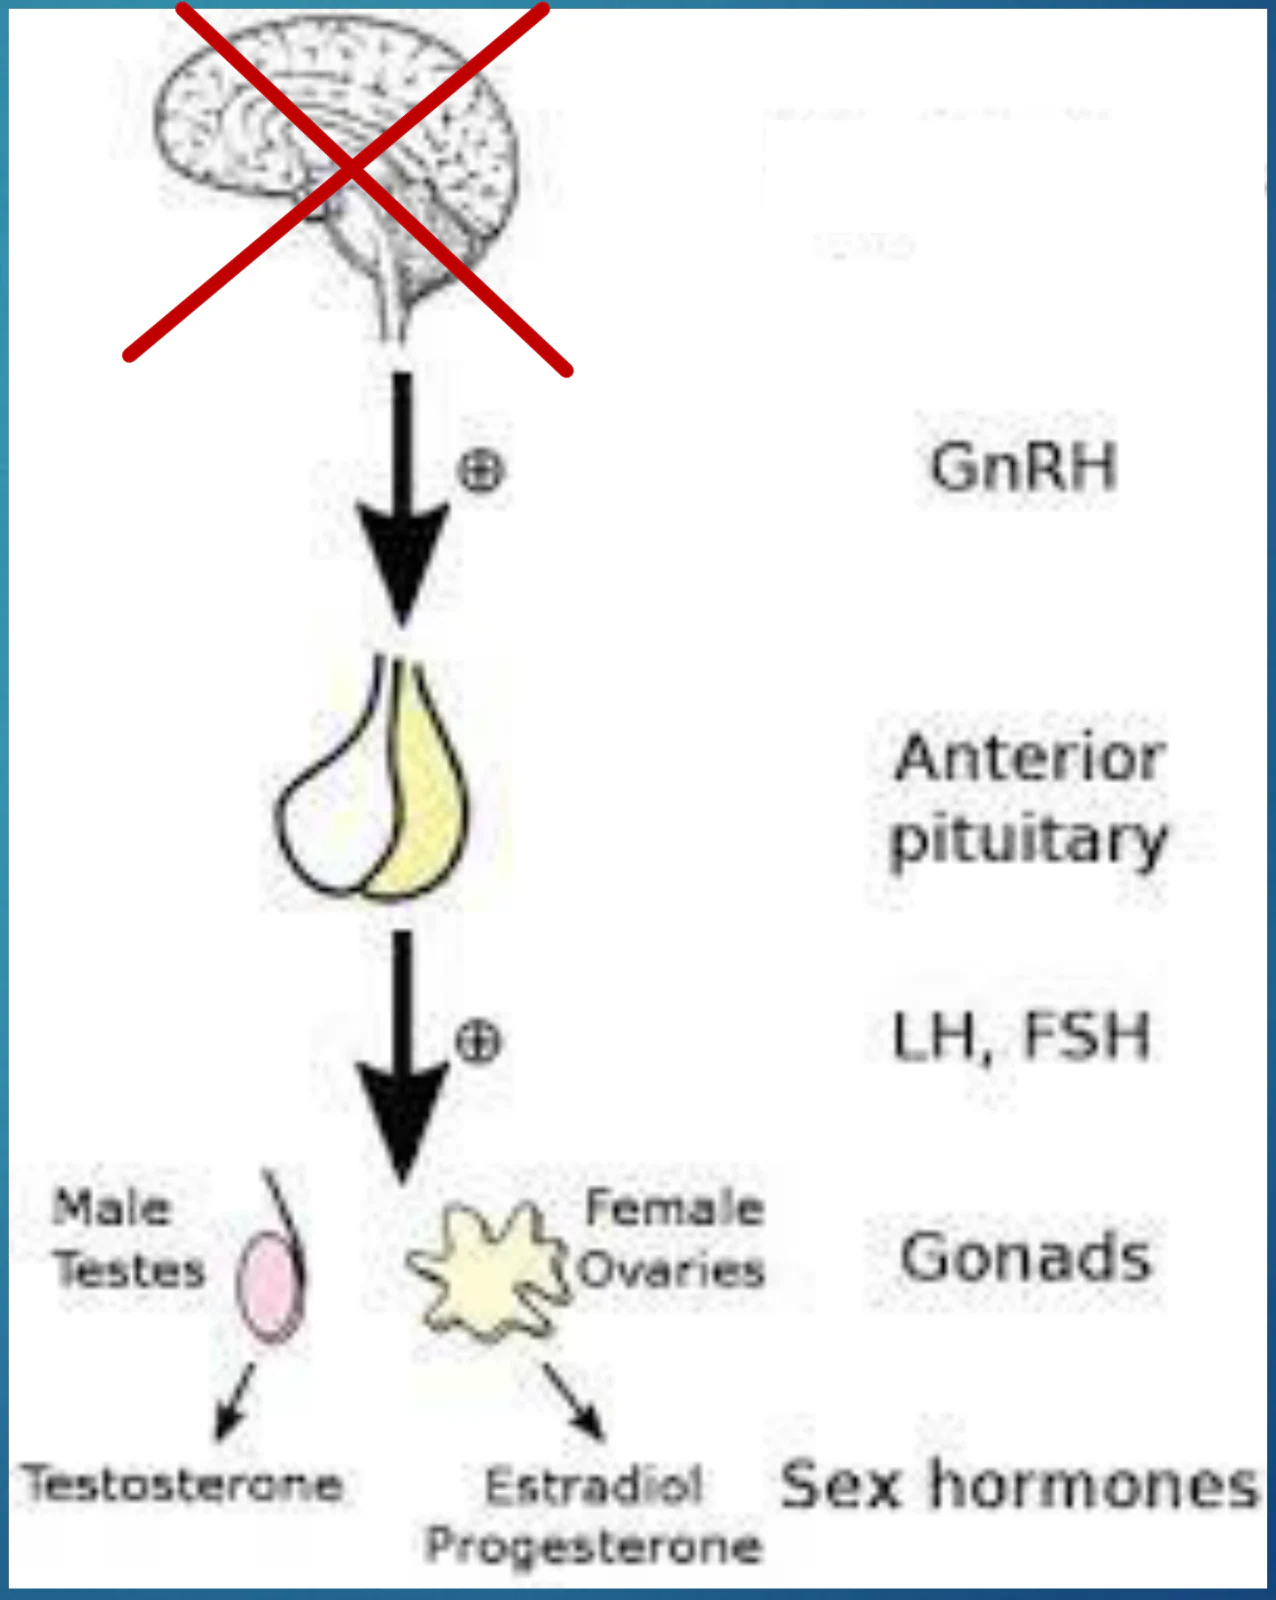 GnRH
Anterior
pituitary
LH, FSH
Male
Testes
Female
Ovaries
Gonads
Testosterone
Estradiol
Progesterone
Sex hormones